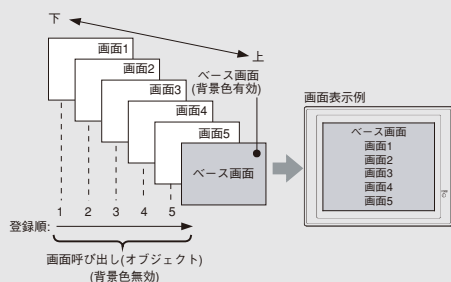 下
上
画面1
画面2
画面3
画面4
画面5
ベース画面
(背景色有効)
ベース画面
1 2 3 4 5
登録順:
画面呼び出し(オブジェクト)
(背景色無効)
画面表示例
ベース画面
画面1
画面2
画面3
画面4
画面5